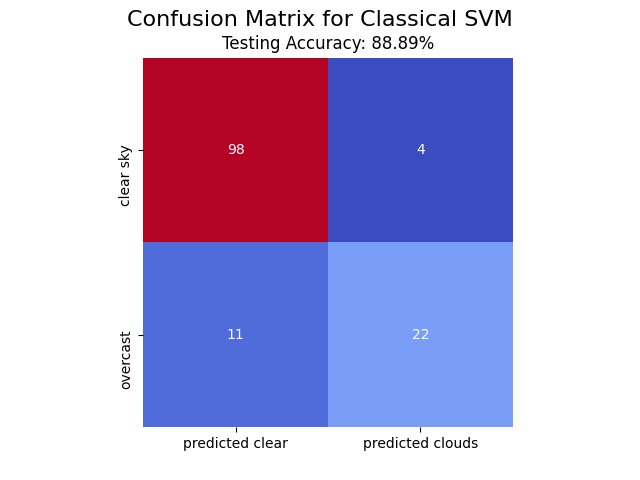 Confusion Matrix for Classical SVM
Testing Accuracy: 88.89%
clear sky
98
4
overcast
11
22
predicted clear
predicted clouds